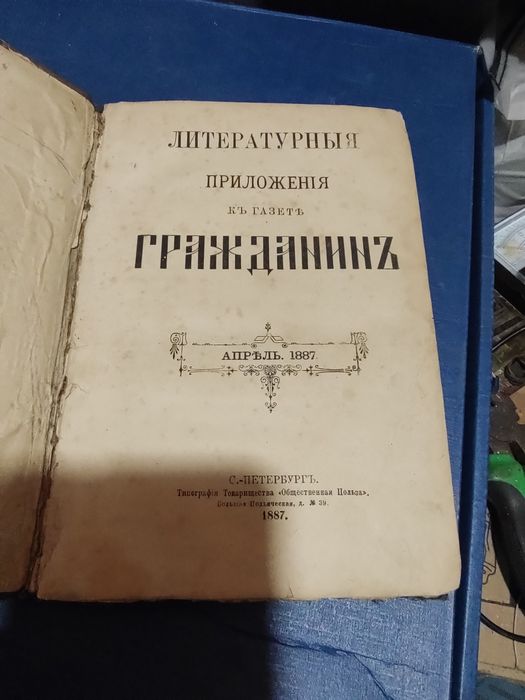 ЛИТЕРАТУРНЫЯ
ПРИЛОЖЕНІЯ
КЪ ГАЗЕТѢ
ГРАЖДАНИНЪ
АПРѢЛЬ. 1887.
С.-ПЕТЕРБУРГЪ.
Типографія Товарищества «Общественная Польза»,
Большая Подъяческая, д. № 39.
1887.